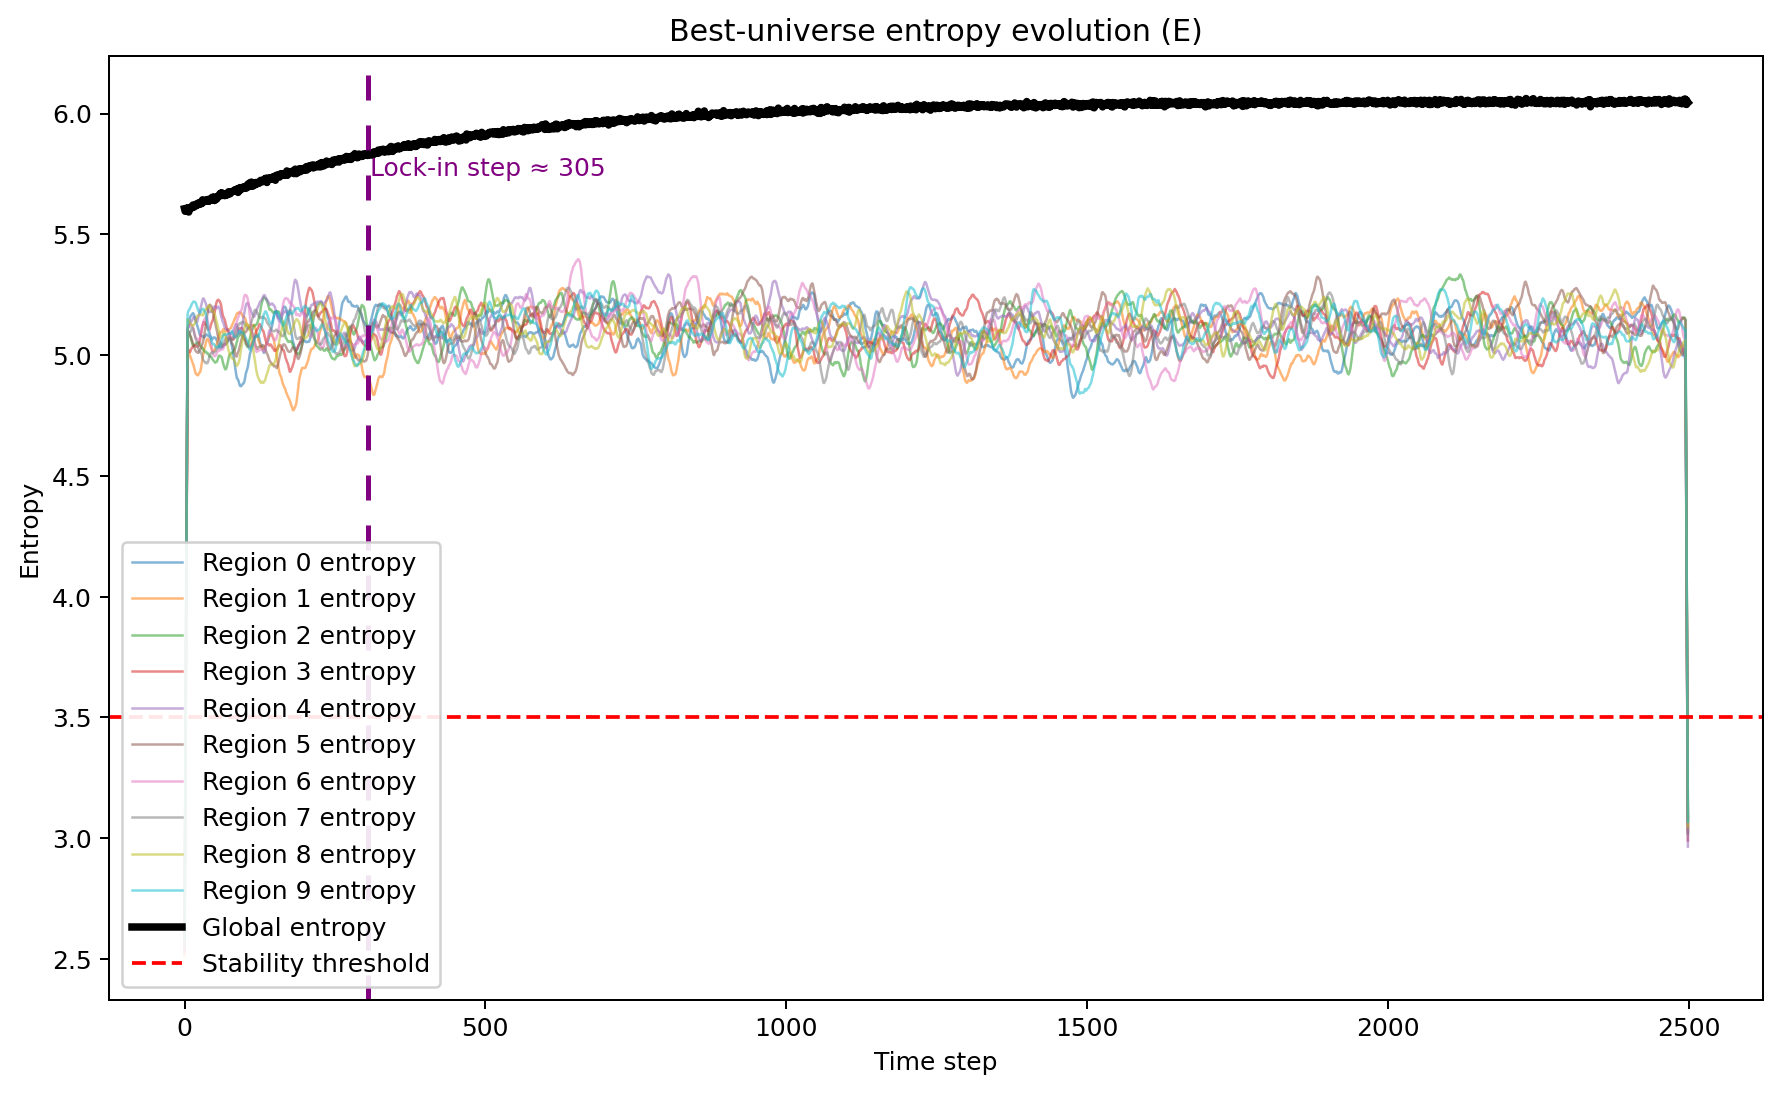 Best-universe entropy evolution (E)
6.0
5.5
5.0
4.5
4.0
3.5
3.0
2.5
Entropy
Lock-in step ≈ 305
Region 0 entropy
Region 1 entropy
Region 2 entropy
Region 3 entropy
Region 4 entropy
Region 5 entropy
Region 6 entropy
Region 7 entropy
Region 8 entropy
Region 9 entropy
Global entropy
Stability threshold
0 500 1000 1500 2000 2500
Time step